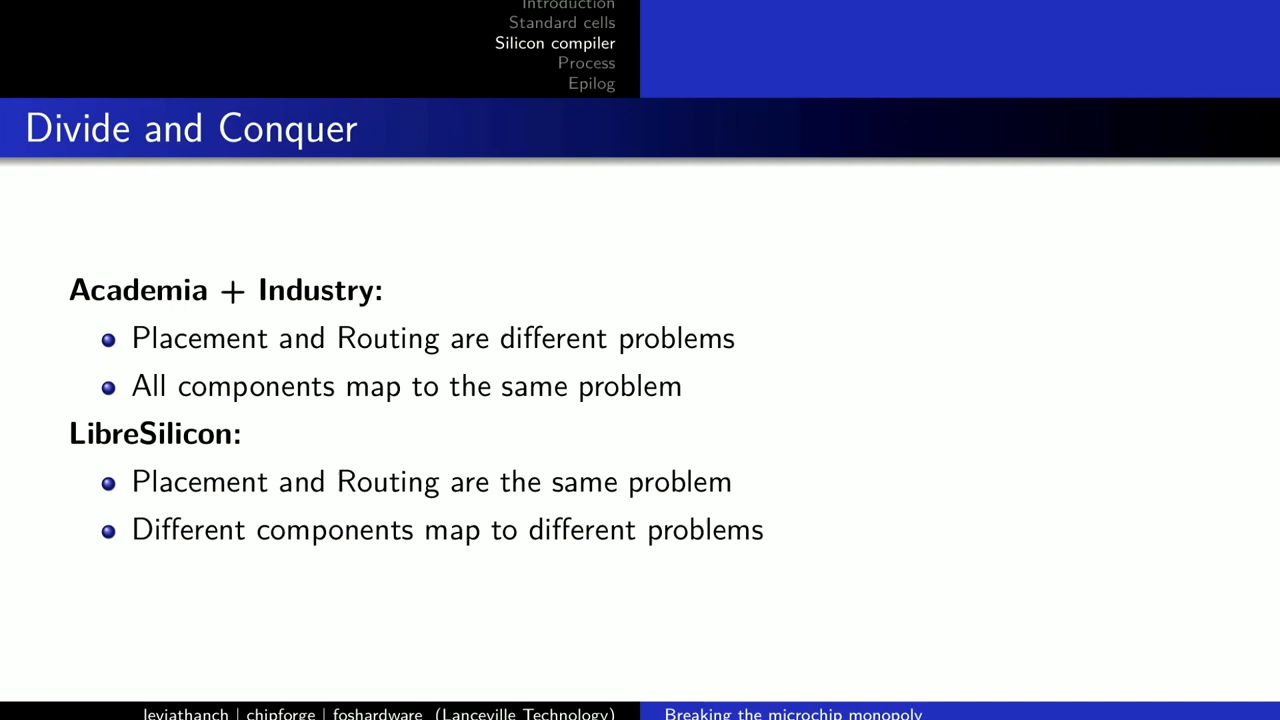 Introduction
Standard cells
Silicon compiler
Process
Epilog
Divide and Conquer
Academia + Industry:
Placement and Routing are different problems
All components map to the same problem
LibreSilicon:
Placement and Routing are the same problem
Different components map to different problems
leviathanch | chipforge | foshardware (Lanceville Technology)
Breaking the microchip monopoly